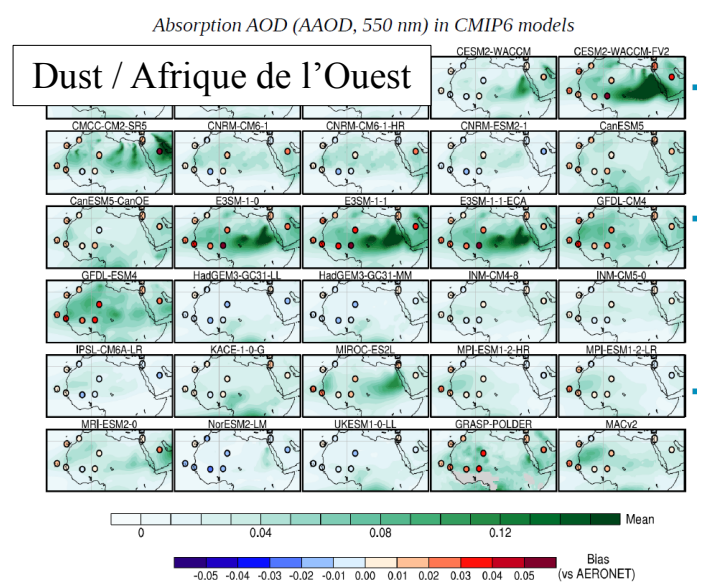 Absorption AOD (AAOD, 550 nm) in CMIP6 models
Dust / Afrique de l’Ouest
CESM2-WACCM CESM2-WACCM-FV2
CMCC-CM2-SR5 CNRM-CM6-1 CNRM-CM6-1-HR CNRM-ESM2-1 CanESM5
CanESM5-CanOE E3SM-1-0 E3SM-1-1 E3SM-1-1-ECA GFDL-CM4
GFDL-ESM4 HadGEM3-GC31-LL HadGEM3-GC31-MM INM-CM4-8 INM-CM5-0
IPSL-CM6A-LR KACE-1-0-G MIROC-ES2L MPI-ESM1-2-HR MPI-ESM1-2-LR
MRI-ESM2-0 NorESM2-LM UKESM1-0-LL GRASP-POLDER MACv2
Mean
0 0.04 0.08 0.12
Bias
(vs AERONET)
-0.05 -0.04 -0.03 -0.02 -0.01 0.00 0.01 0.02 0.03 0.04 0.05